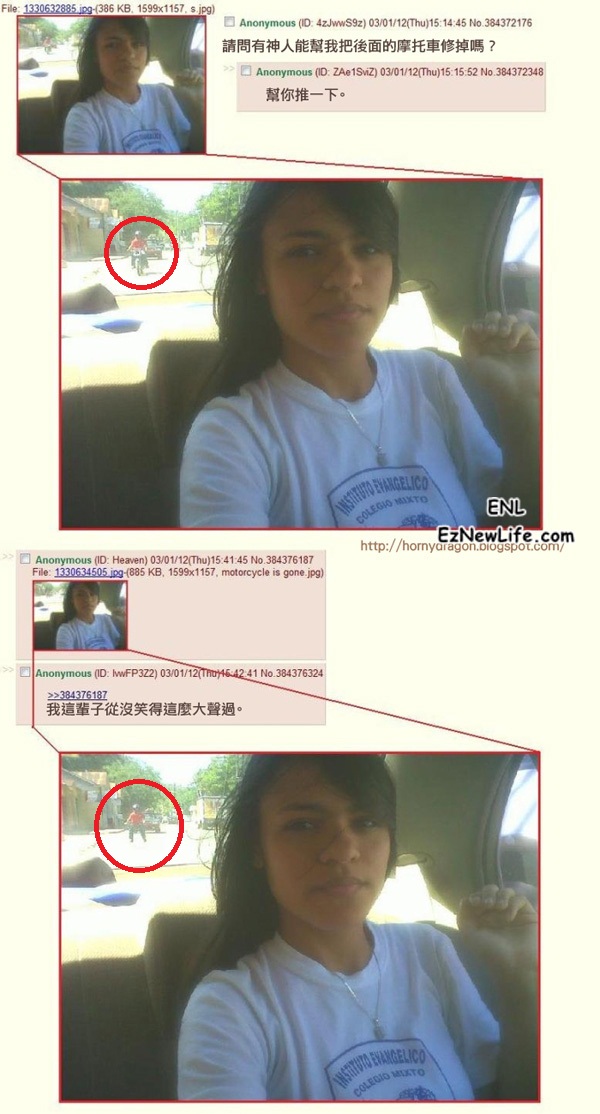 File: 1330632885.jpg-(386 KB, 1599x1157, s.jpg)
Anonymous (ID: 4zJwwS9z) 03/01/12(Thu)15:14:45 No.384372176
請問有神人能幫我把後面的摩托車修掉嗎？
>> Anonymous (ID: ZAe1SviZ) 03/01/12(Thu)15:15:52 No.384372348
幫你推一下。
INSTITUTO EVANGELICO
COLEGIO MIXTO
ENL
EzNewLife.com
http://hornydragon.blogspot.com/
>> Anonymous (ID: Heaven) 03/01/12(Thu)15:41:45 No.384376187
File: 1330634505.jpg-(885 KB, 1599x1157, motorcycle is gone.jpg)
>> Anonymous (ID: IvwFP3Z2) 03/01/12(Thu)15:42:41 No.384376324
>>384376187
我這輩子從沒笑得這麼大聲過。
INSTITUTO EVANGELICO
COLEGIO MIXTO